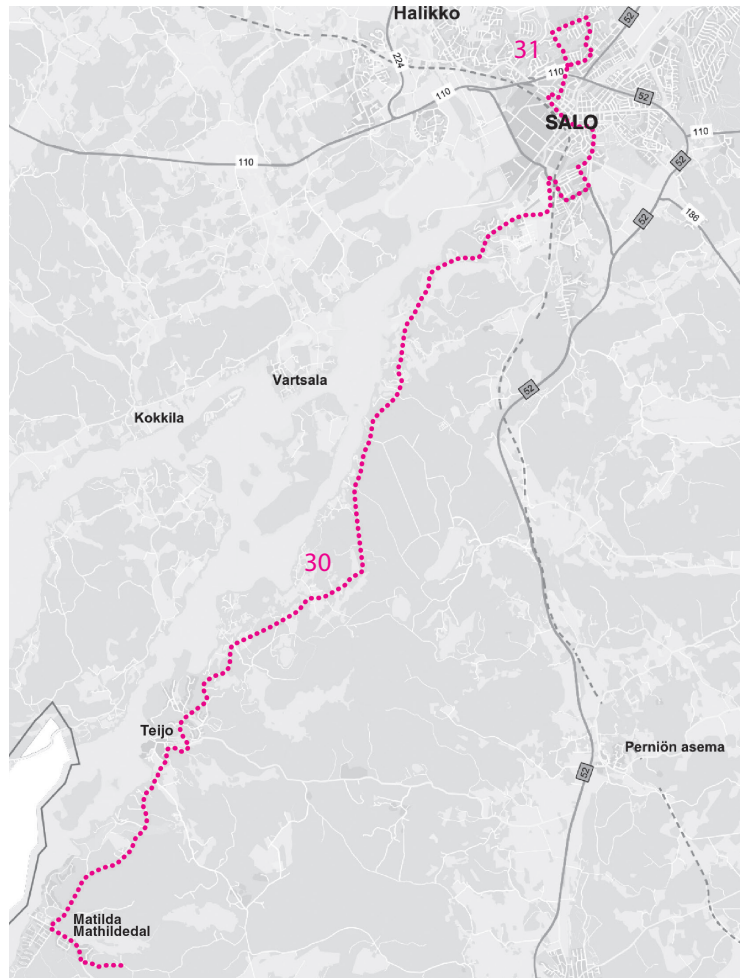 Halikko
52
31
224
110
110
52
SALO
110
110
52
186
52
Vartsala
52
Kokkila
30
Teijo
Perniön asema
52
Matilda
Mathildedal